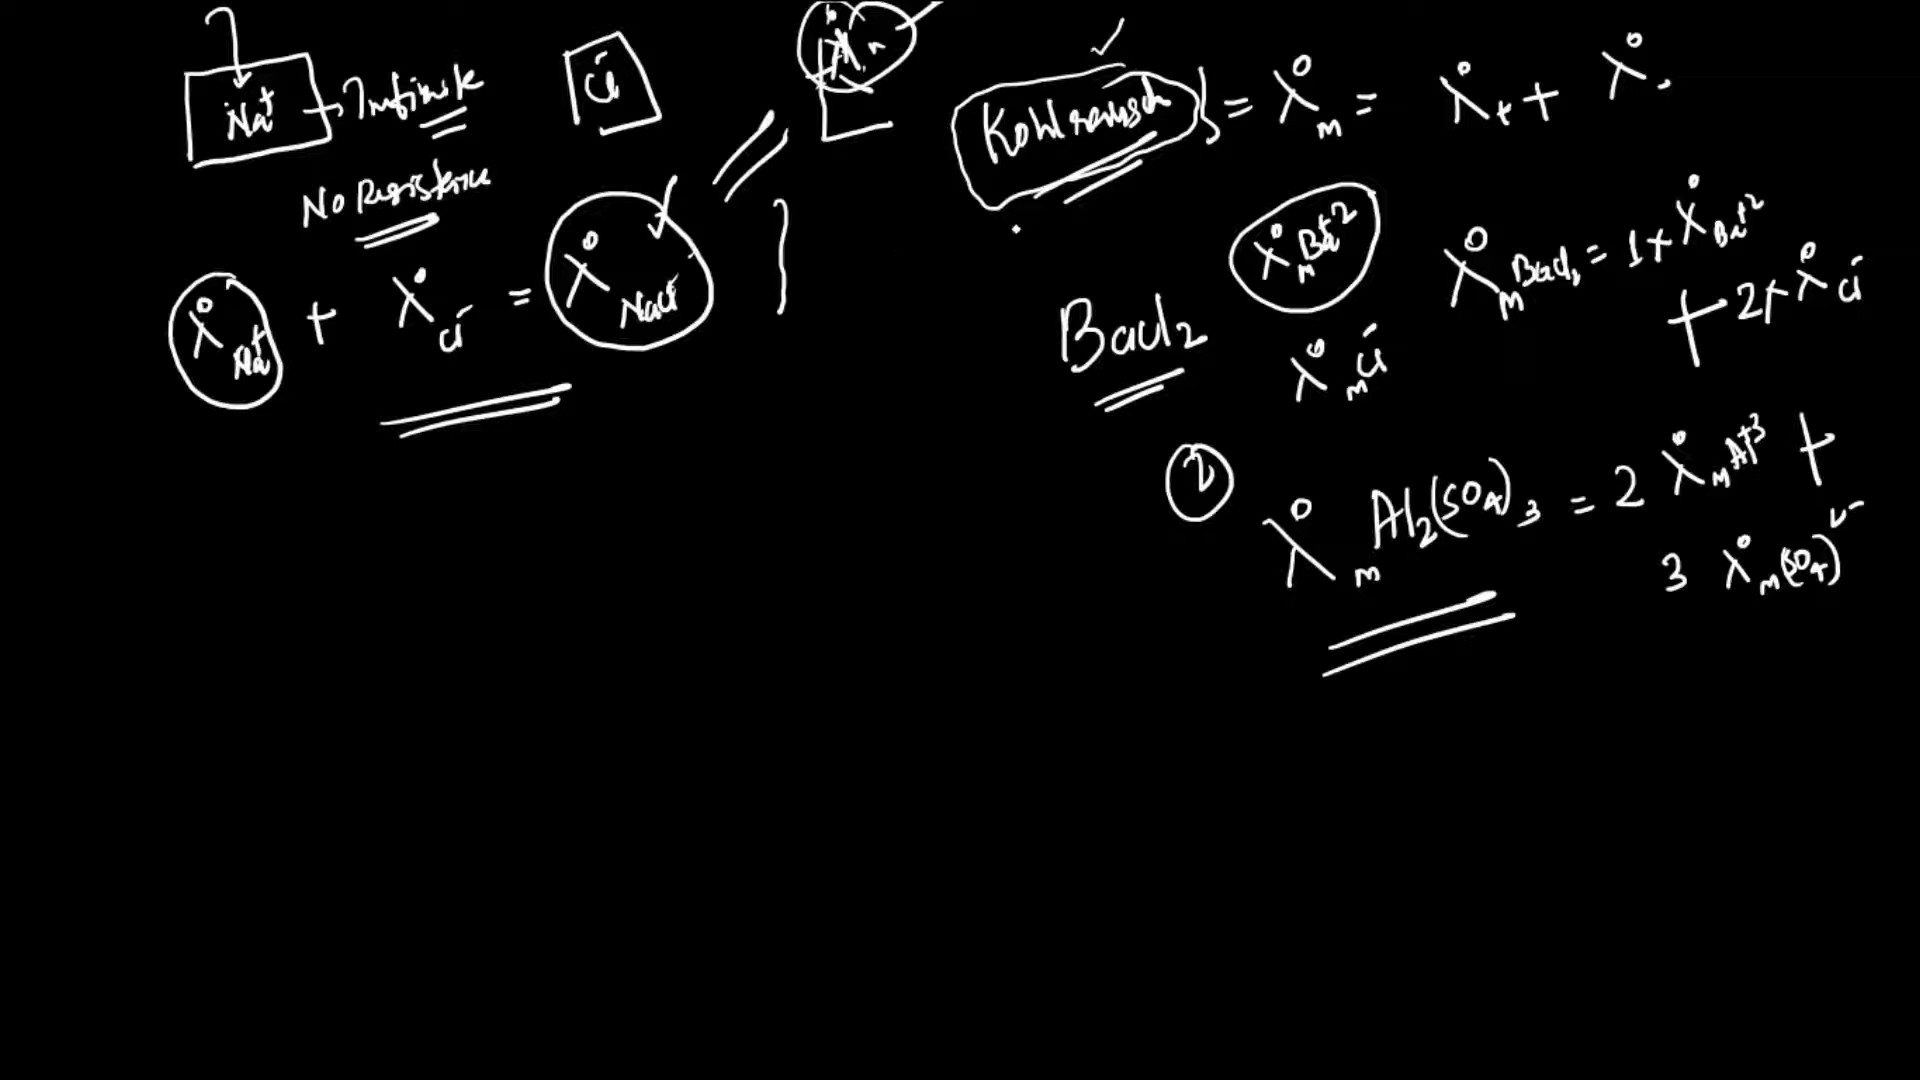 Na⁺ → Infinite
Cl⁻
No Resistence
λ°Na⁺ + λ°Cl⁻ = λ°NaCl
Kohlrausch } = λ°m = λ°₊ + λ°₋
BaCl₂
λ°m Ba⁺²
λ°m Cl⁻
λ°m BaCl₂ = 1 × λ°Ba⁺²
+ 2 × λ°Cl⁻
② λ°m Al₂(SO₄)₃ = 2 λ°m Al⁺³ +
3 λ°m (SO₄)²⁻